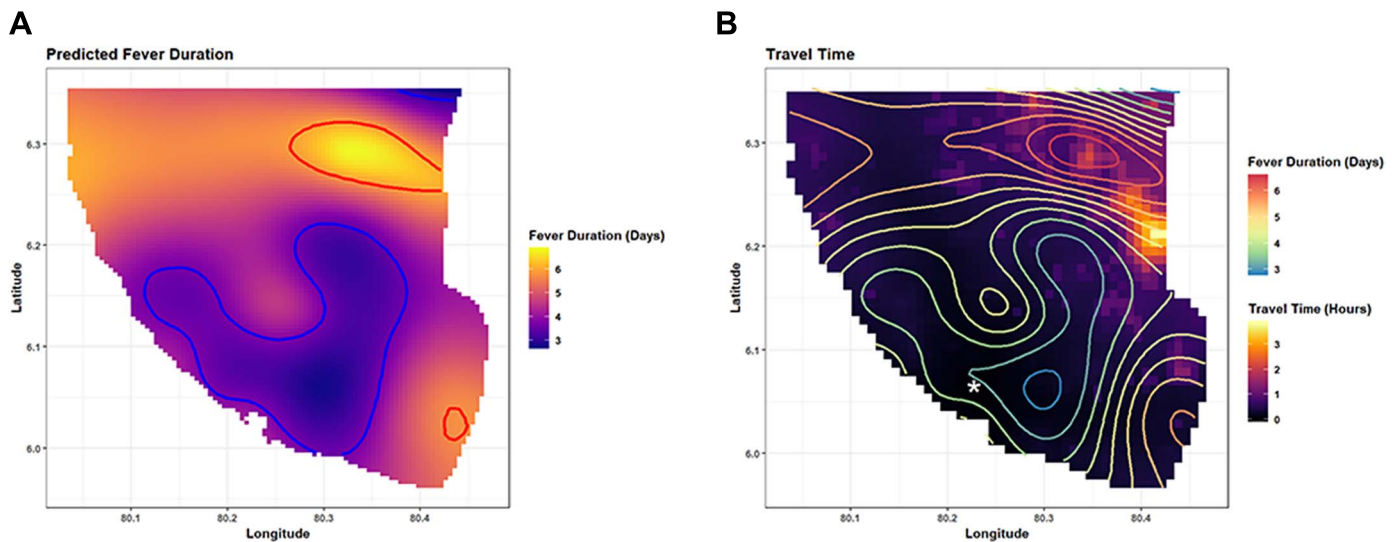 A
Predicted Fever Duration
6.3
6.2
6.1
6.0
Latitude
80.1 80.2 80.3 80.4
Longitude
Fever Duration (Days)
6
5
4
3
B
Travel Time
6.3
6.2
6.1
6.0
Latitude
*
80.1 80.2 80.3 80.4
Longitude
Fever Duration (Days)
6
5
4
3
Travel Time (Hours)
3
2
1
0